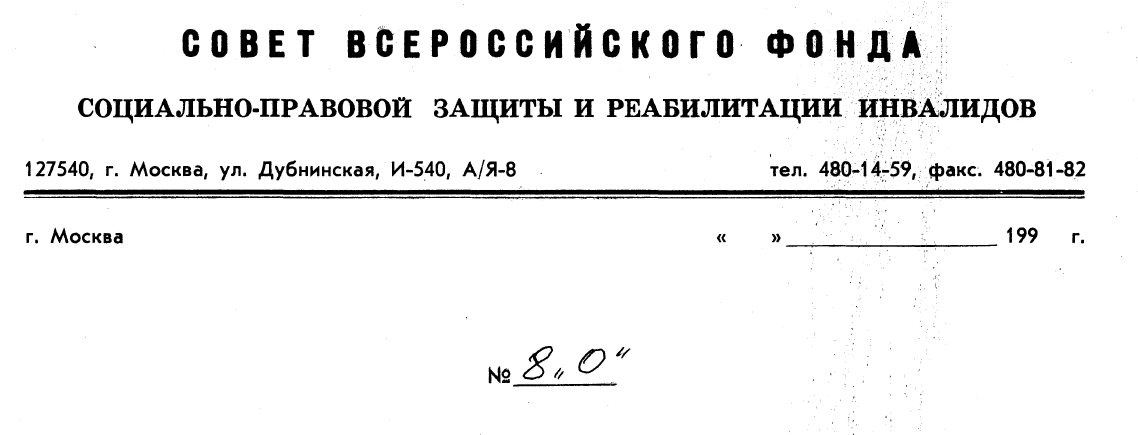 СОВЕТ ВСЕРОССИЙСКОГО ФОНДА
СОЦИАЛЬНО-ПРАВОВОЙ ЗАЩИТЫ И РЕАБИЛИТАЦИИ ИНВАЛИДОВ
127540, г. Москва, ул. Дубнинская, И-540, А/Я-8 тел. 480-14-59, факс. 480-81-82
г. Москва « » ____________ 199 г.
№ 8 „О“